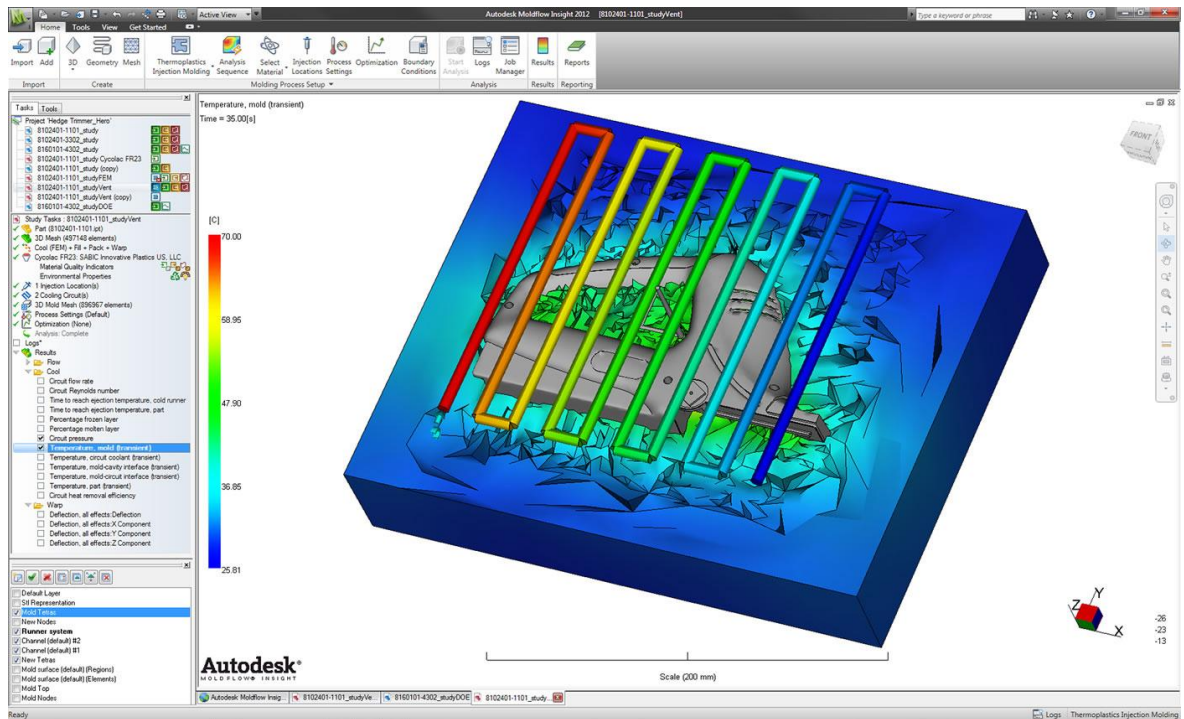 Active View
Autodesk Moldflow Insight 2012 [8102401-1101_studyVent]
Type a keyword or phrase
Home Tools View Get Started
Import Add 3D Geometry Mesh Thermoplastics Injection Molding Analysis Sequence Select Material Injection Locations Process Settings Optimization Boundary Conditions Start Analysis Logs Job Manager Results Reports
Import Create Molding Process Setup Analysis Results Reporting
Tasks Tools
Project 'Hedge Trimmer_Hero'
8102401-1101_study
8102401-3302_study
8160101-4302_study
8102401-1101_study Cycolac FR23
8102401-1101_study (copy)
8102401-1101_studyFEM
8102401-1101_studyVent
8102401-1101_studyVent (copy)
8160101-4302_studyDOE
Study Tasks : 8102401-1101_studyVent
Part (8102401-1101.ipt)
3D Mesh (497148 elements)
Cool (FEM) + Fill + Pack + Warp
Cycolac FR23: SABIC Innovative Plastics US, LLC
Material Quality Indicators
Environmental Properties
1 Injection Location(s)
2 Cooling Circuit(s)
3D Mold Mesh (896967 elements)
Process Settings (Default)
Optimization (None)
Analysis: Complete
Logs*
Results
Flow
Cool
Circuit flow rate
Circuit Reynolds number
Time to reach ejection temperature, cold runner
Time to reach ejection temperature, part
Percentage frozen layer
Percentage molten layer
Circuit pressure
Temperature, mold (transient)
Temperature, circuit coolant (transient)
Temperature, mold-cavity interface (transient)
Temperature, mold-circuit interface (transient)
Temperature, part (transient)
Circuit heat removal efficiency
Warp
Deflection, all effects:Deflection
Deflection, all effects:X Component
Deflection, all effects:Y Component
Deflection, all effects:Z Component
Default Layer
Stl Representation
Mold Tetras
New Nodes
Runner system
Channel (default) #2
Channel (default) #1
New Tetras
Mold surface (default) (Regions)
Mold surface (default) (Elements)
Mold Top
Mold Nodes
Temperature, mold (transient)
Time = 35.00[s]
[C]
70.00
58.95
47.90
36.85
25.81
FRONT
Y
Z
X
-26
-23
-13
Autodesk®
MOLDFLOW® INSIGHT
Scale (200 mm)
Autodesk Moldflow Insig... 8102401-1101_studyVe... 8160101-4302_studyDOE 8102401-1101_study...
Ready
Logs Thermoplastics Injection Molding